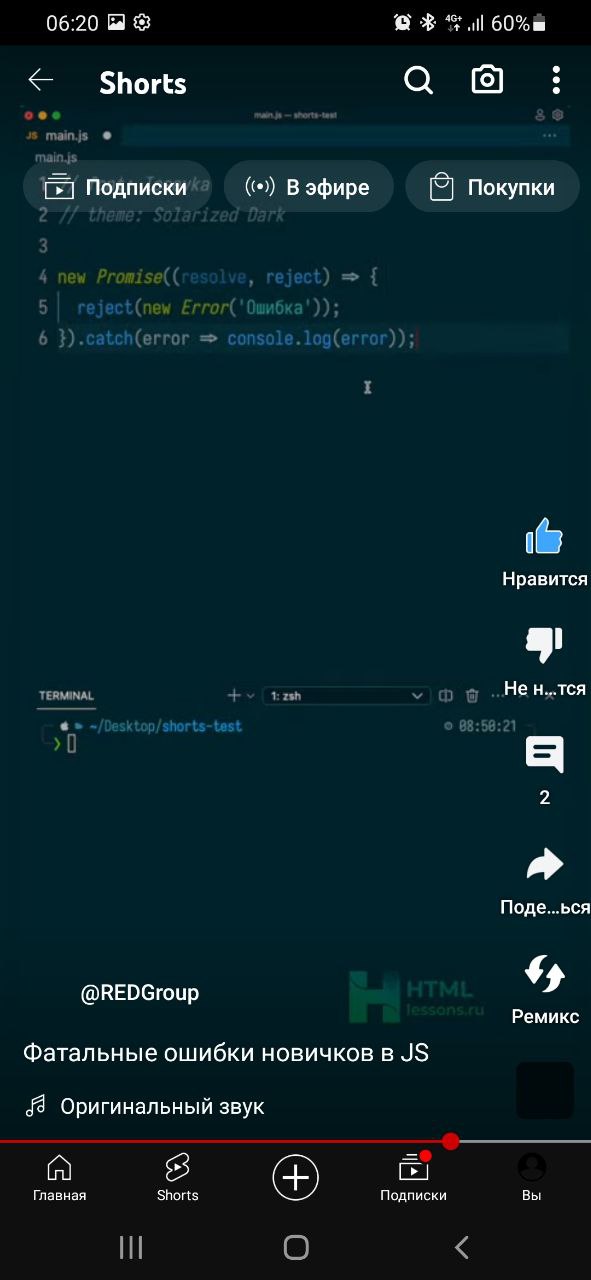 06:20 4G+ 60%
Shorts
main.js — shorts-test
JS main.js
main.js
Подписки В эфире Покупки
2 // theme: Solarized Dark
3
4 new Promise((resolve, reject) => {
5 reject(new Error('Ошибка'));
6 }).catch(error => console.log(error));
Нравится
Не н...тся
TERMINAL 1: zsh
~/Desktop/shorts-test 08:50:21
2
Поде...ься
@REDGroup
HTML
lessons.ru
Ремикс
Фатальные ошибки новичков в JS
Оригинальный звук
Главная Shorts Подписки Вы